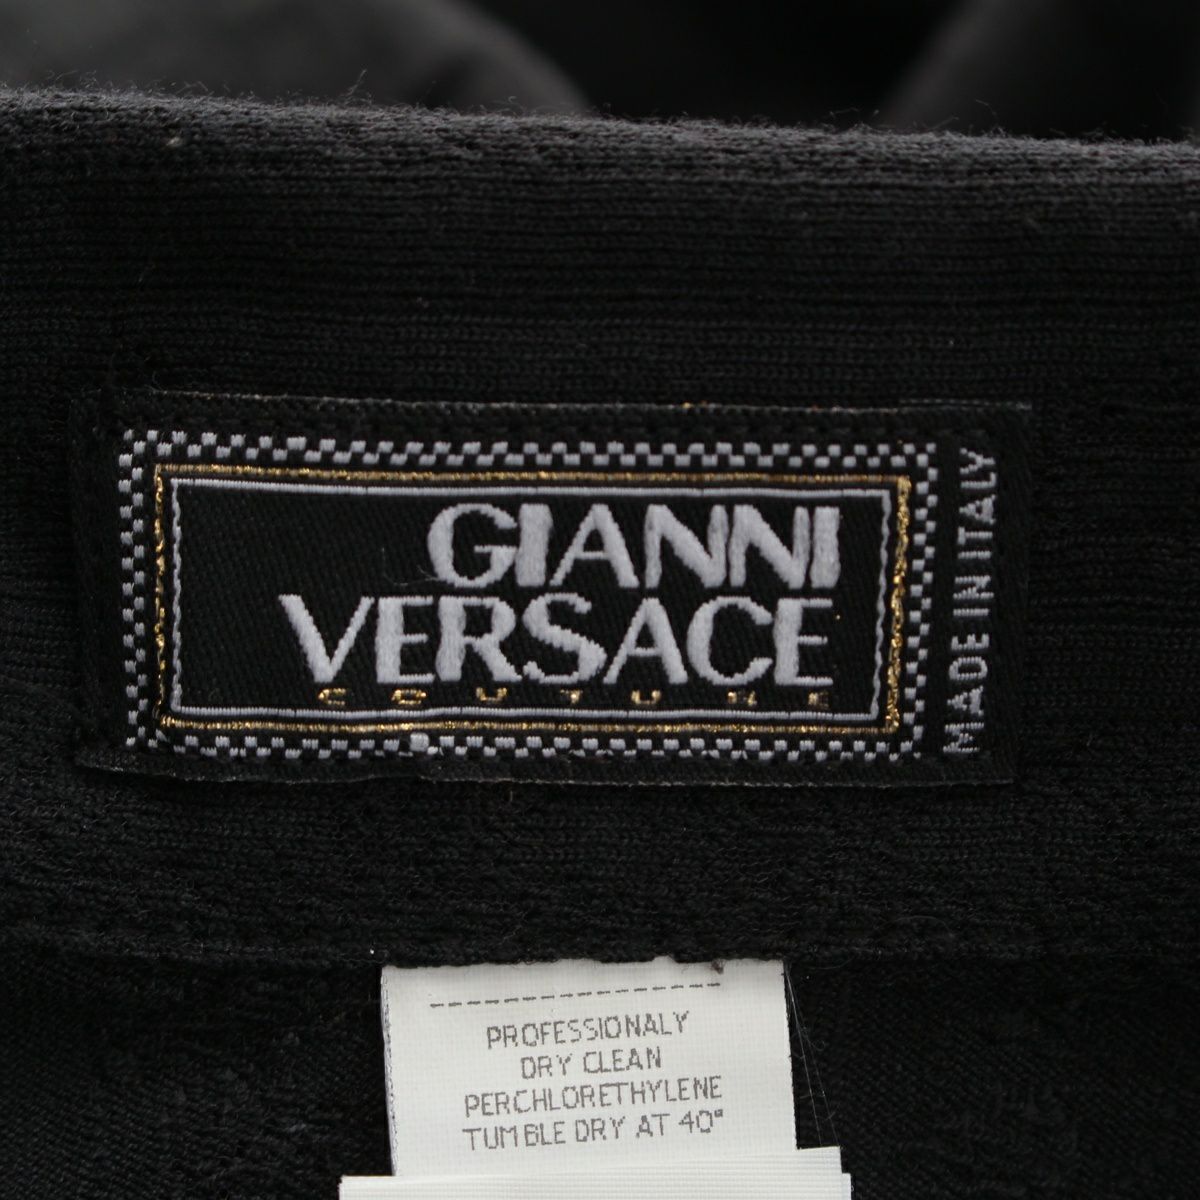 GIANNI
VERSACE
COUTURE
MADE IN ITALY
PROFESSIONALY
DRY CLEAN
PERCHLORETHYLENE
TUMBLE DRY AT 40°